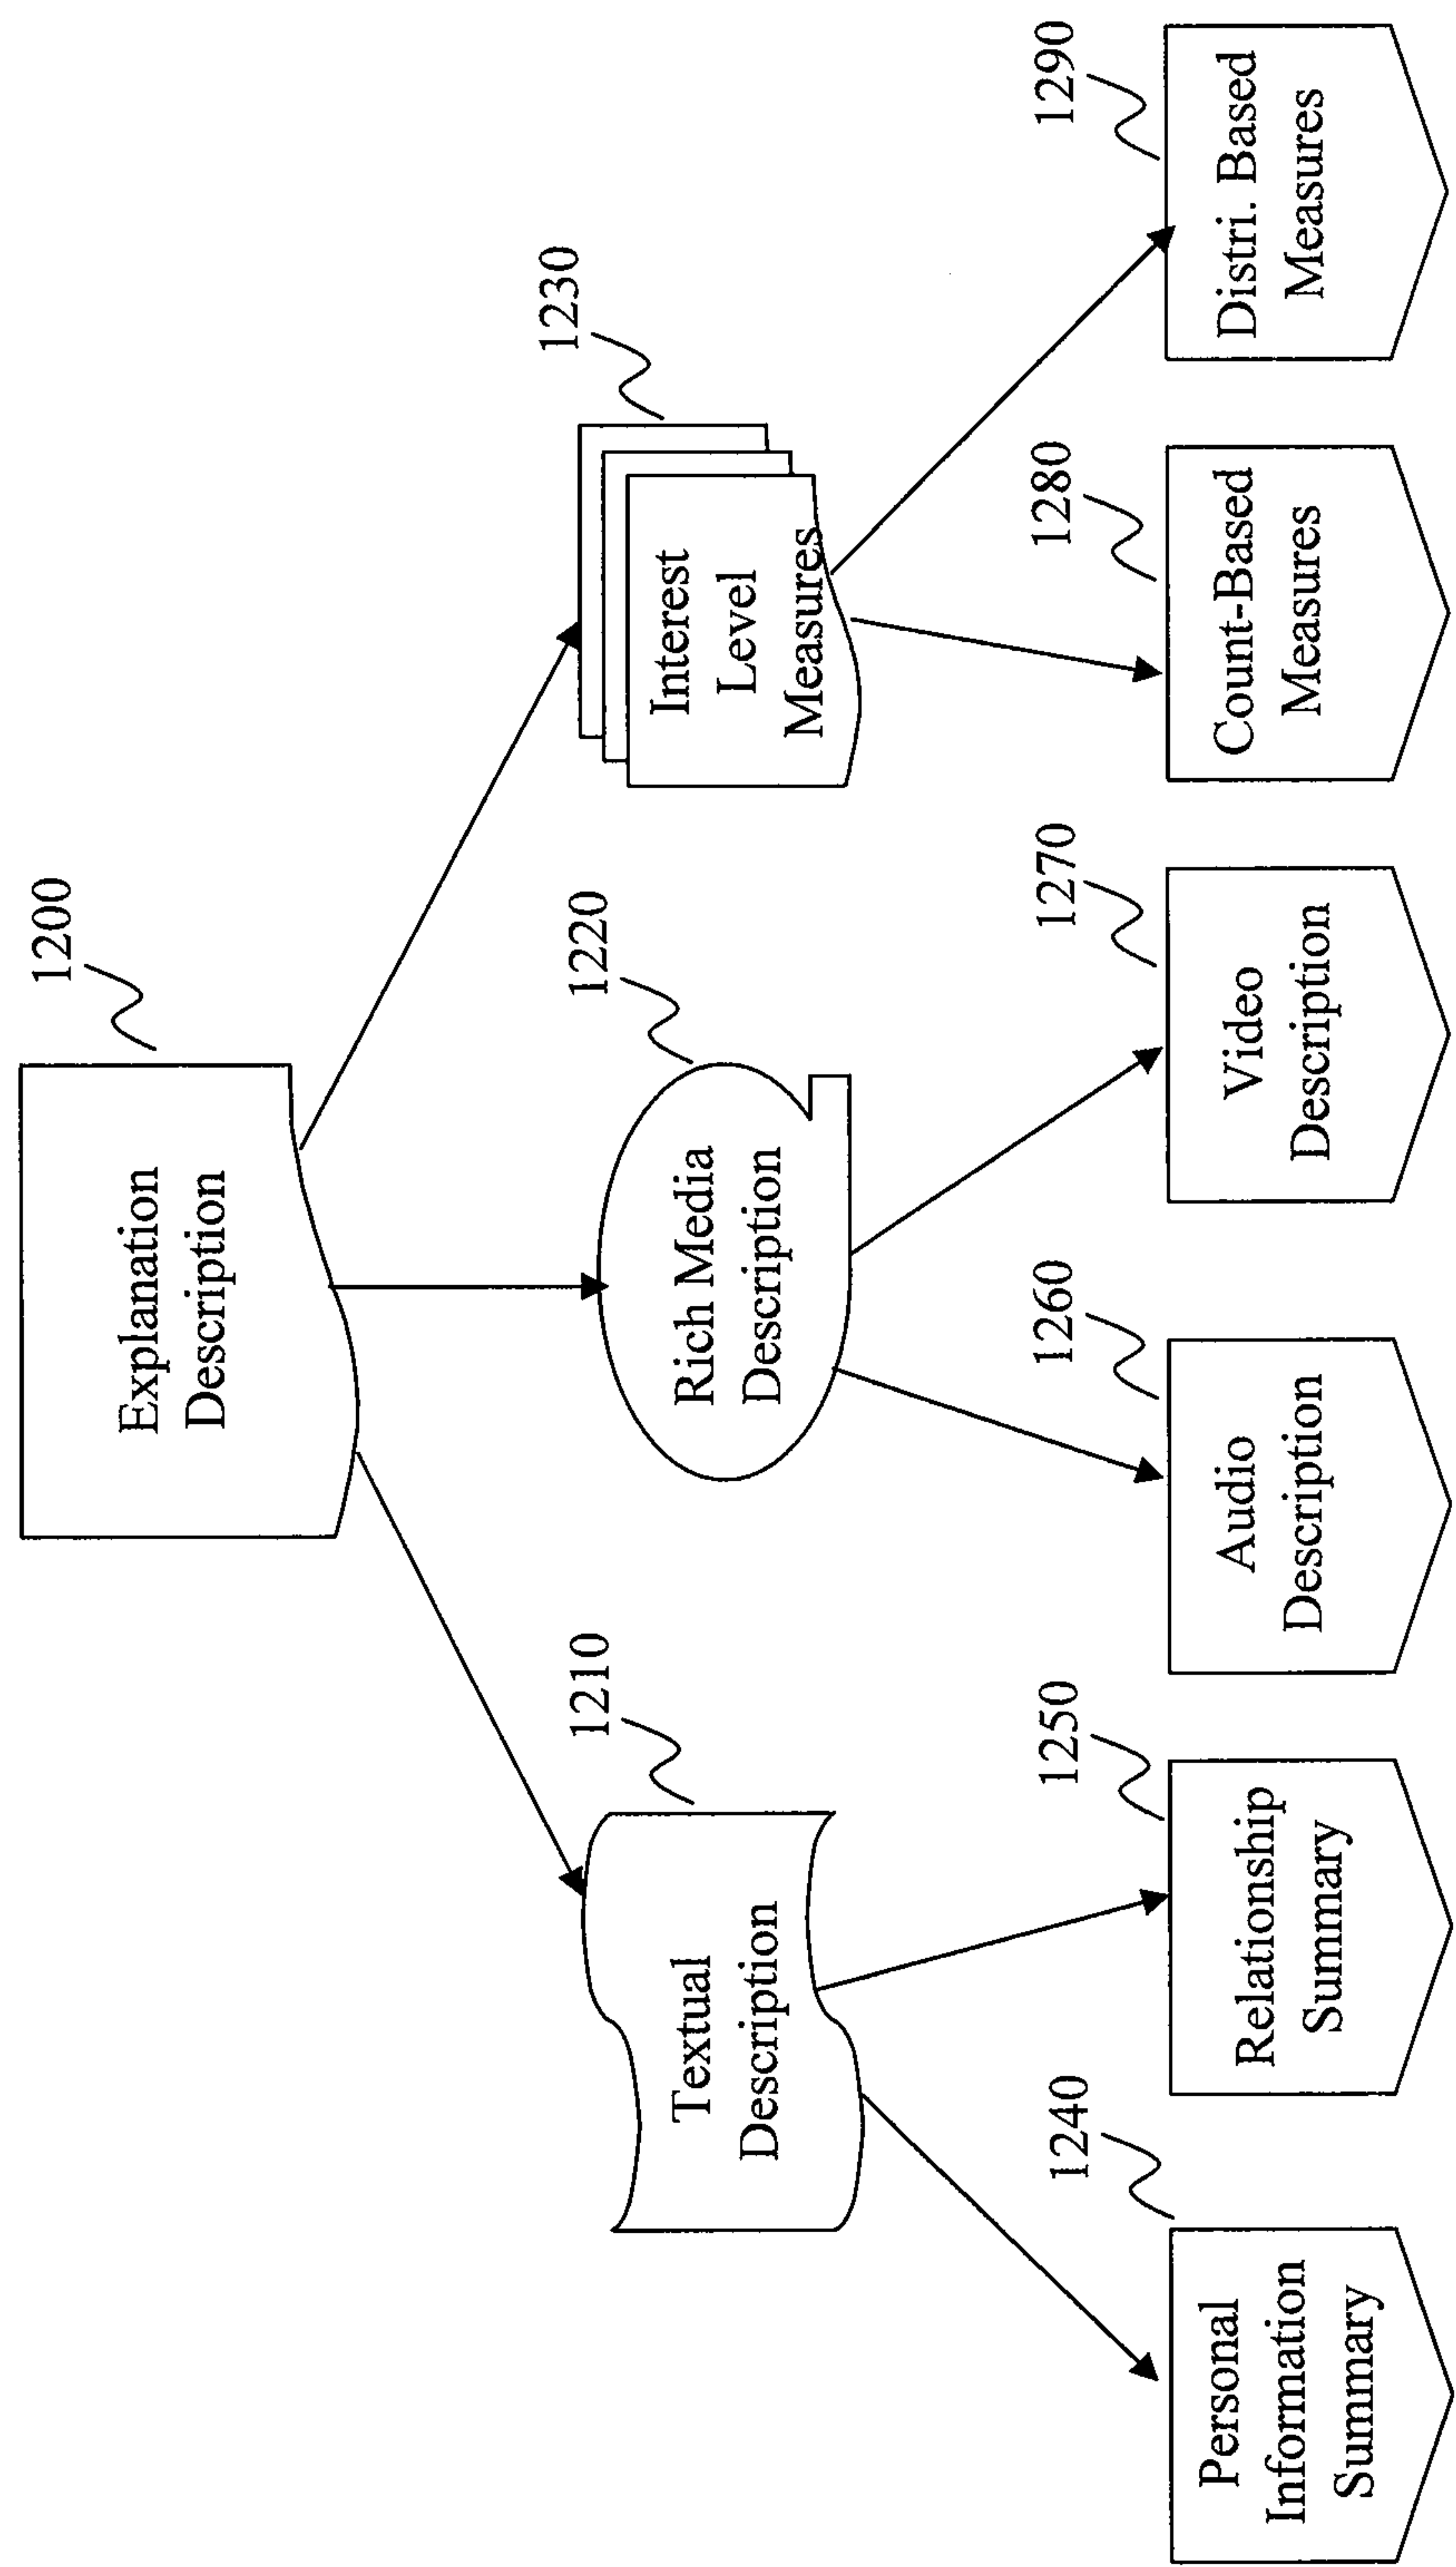 1200
Explanation
Description
1210
Textual
Description
1220
Rich Media
Description
1230
Interest
Level
Measures
1240
Personal
Information
Summary
1250
Relationship
Summary
1260
Audio
Description
1270
Video
Description
1280
Count-Based
Measures
1290
Distri. Based
Measures